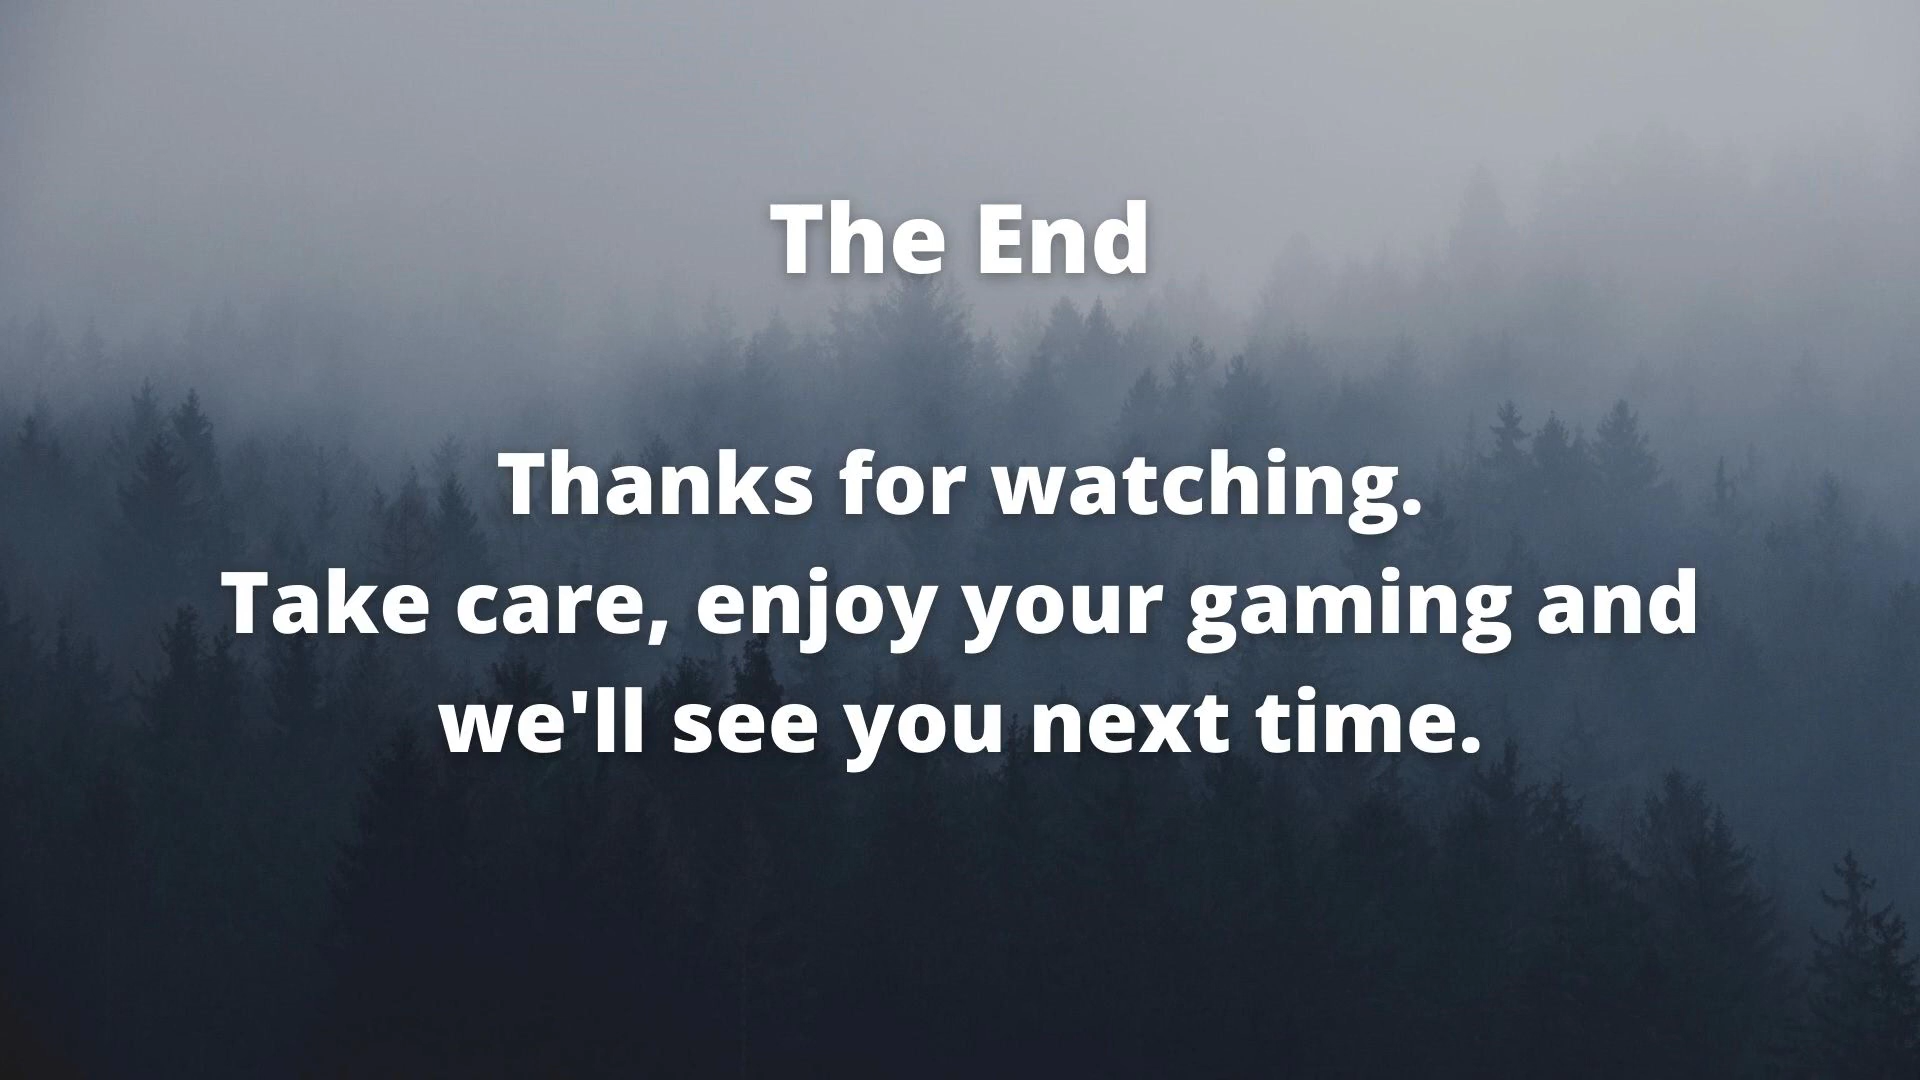 The End
Thanks for watching.
Take care, enjoy your gaming and
we'll see you next time.